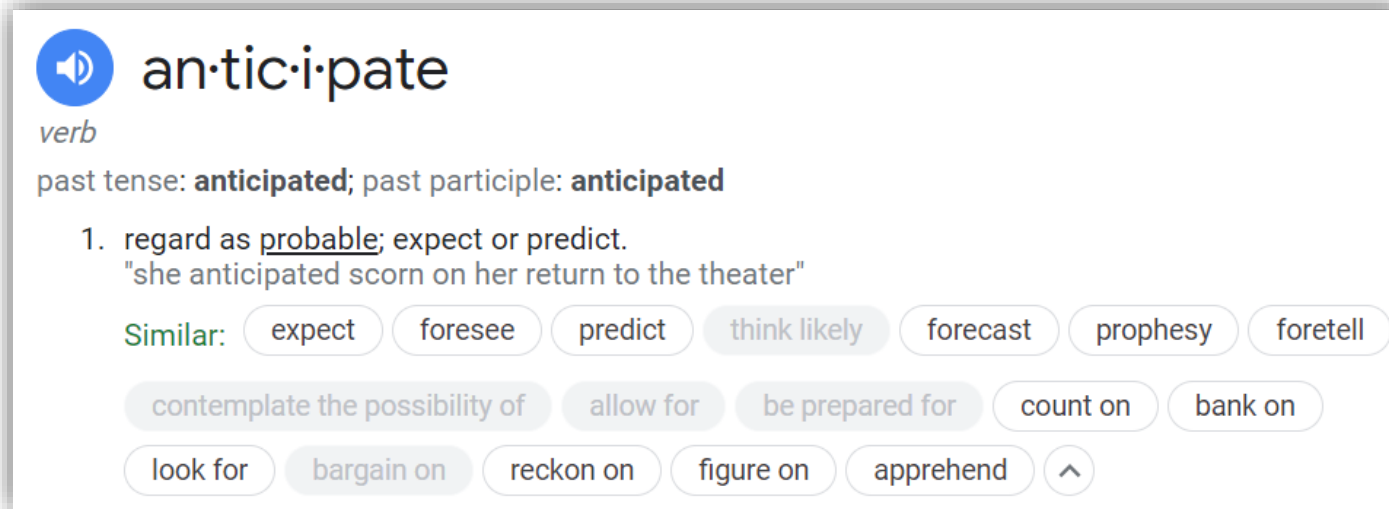 an·tic·i·pate
verb
past tense: anticipated; past participle: anticipated
1. regard as probable; expect or predict.
"she anticipated scorn on her return to the theater"
Similar: expect foresee predict think likely forecast prophesy foretell
contemplate the possibility of allow for be prepared for count on bank on
look for bargain on reckon on figure on apprehend